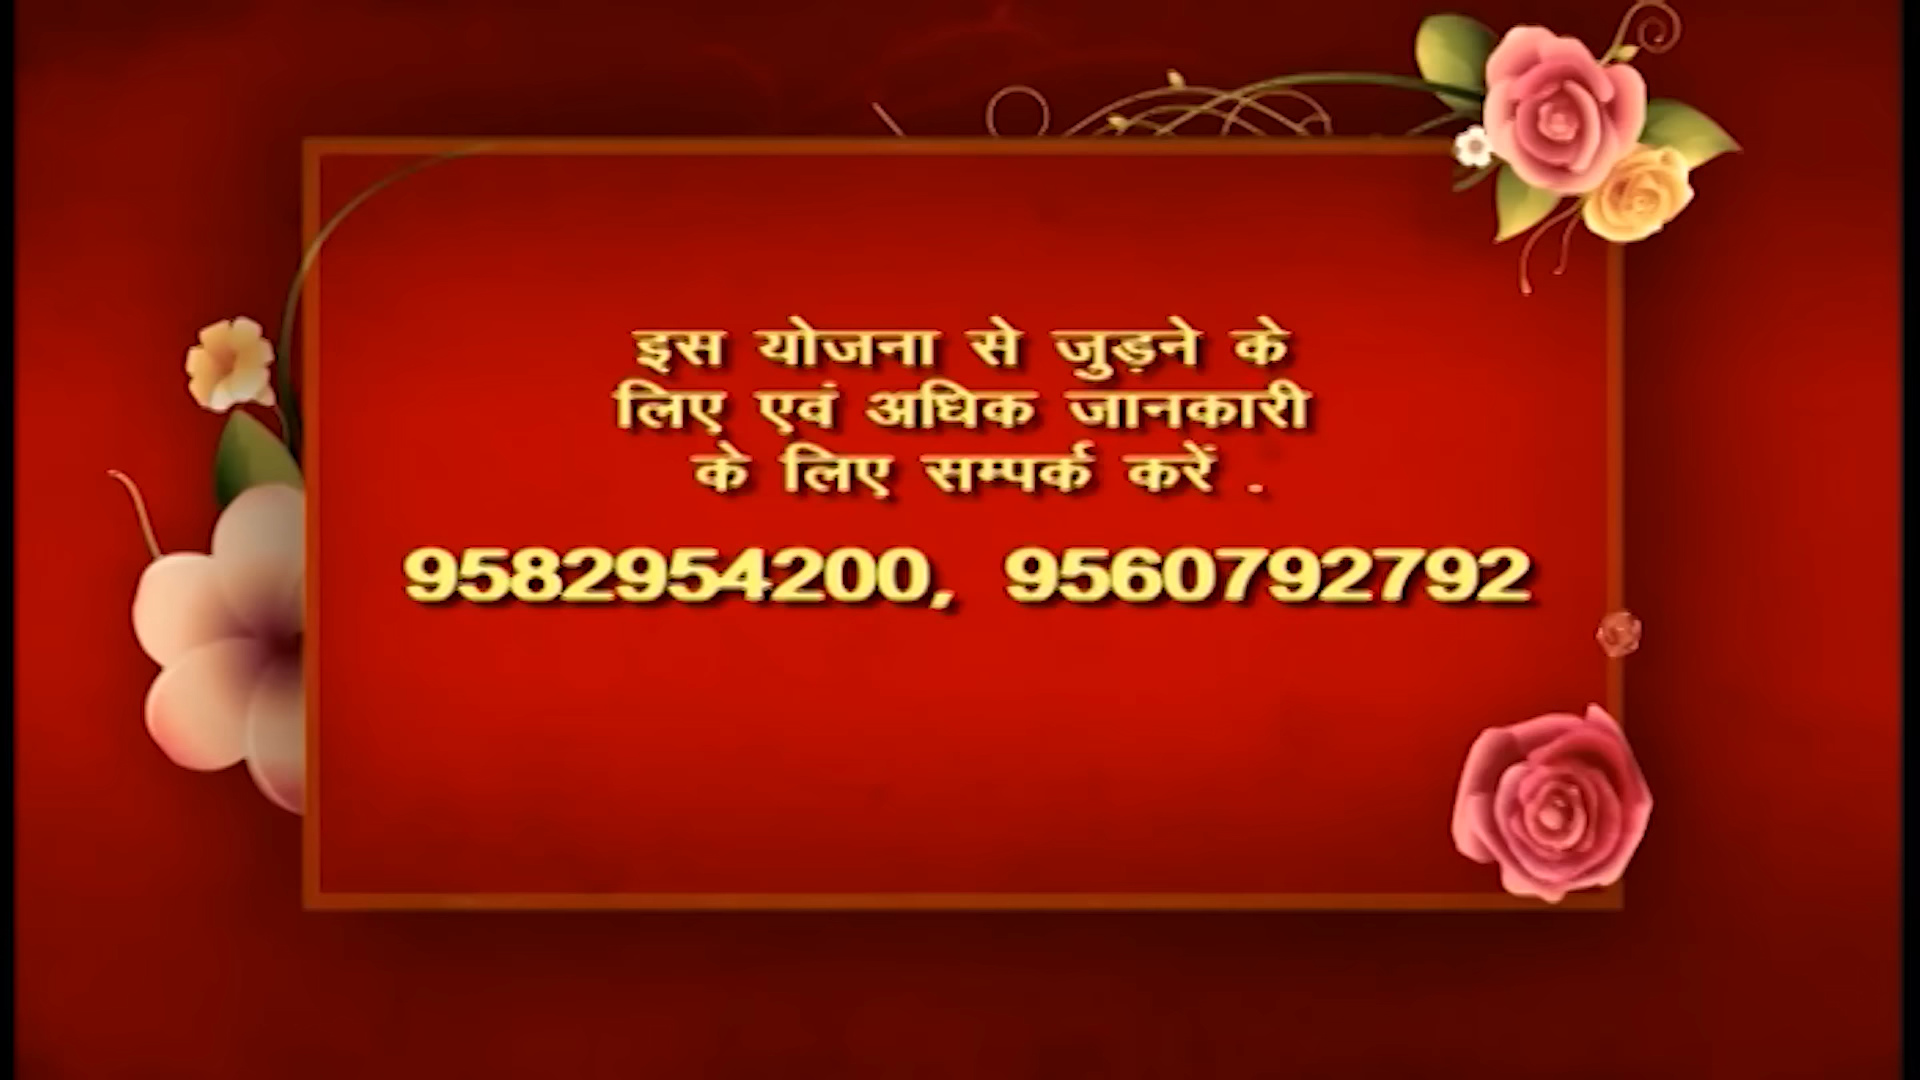 इस योजना से जुड़ने के
लिए एवं अधिक जानकारी
के लिए सम्पर्क करें .
9582954200, 9560792792